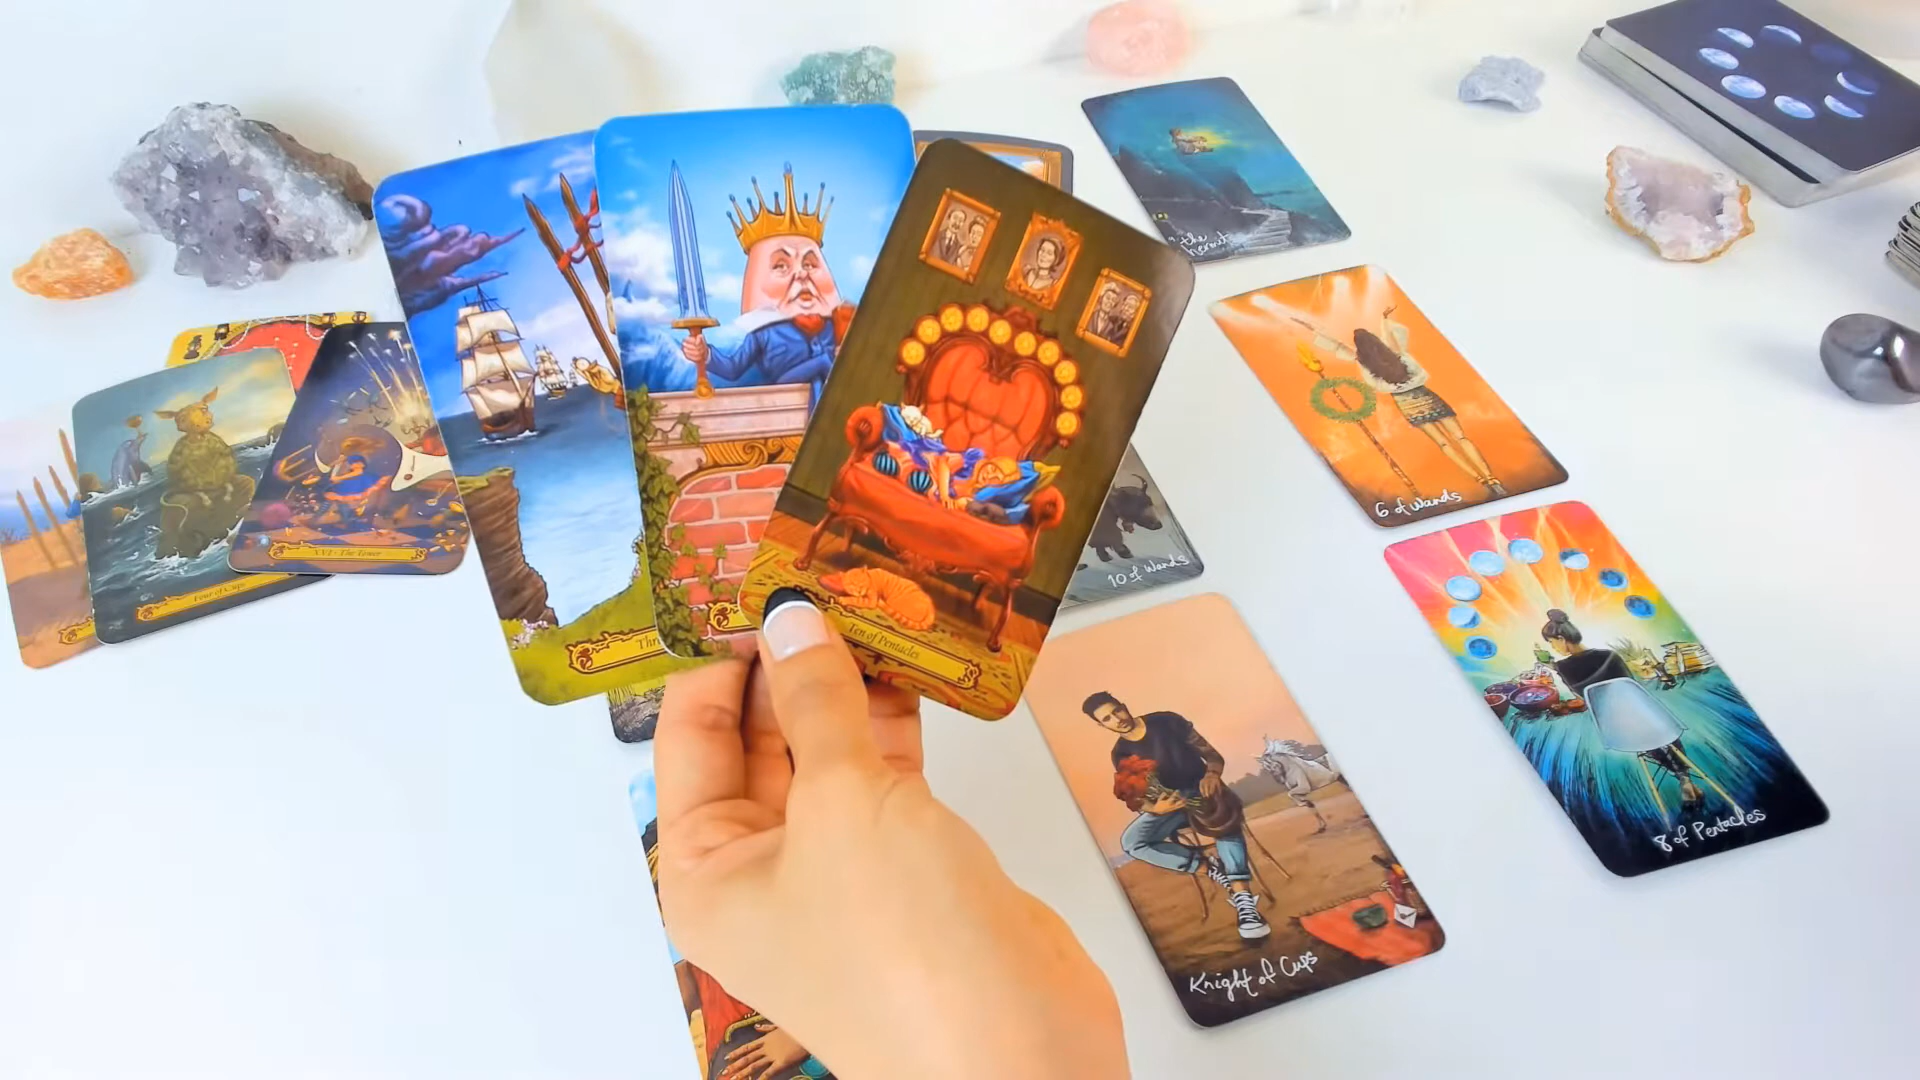 the
hermit
6 of Wands
10 of Wands
Four of Cups
XVI - The Tower
Thr
Ten of Pentacles
8 of Pentacles
Knight of Cups